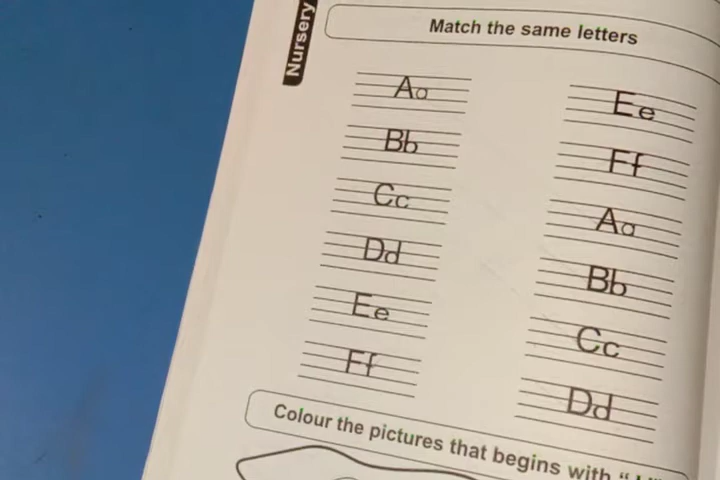 Nursery
Match the same letters
Aa
Bb
Cc
Dd
Ee
Ff
Ee
Ff
Aa
Bb
Cc
Dd
Colour the pictures that begins with “